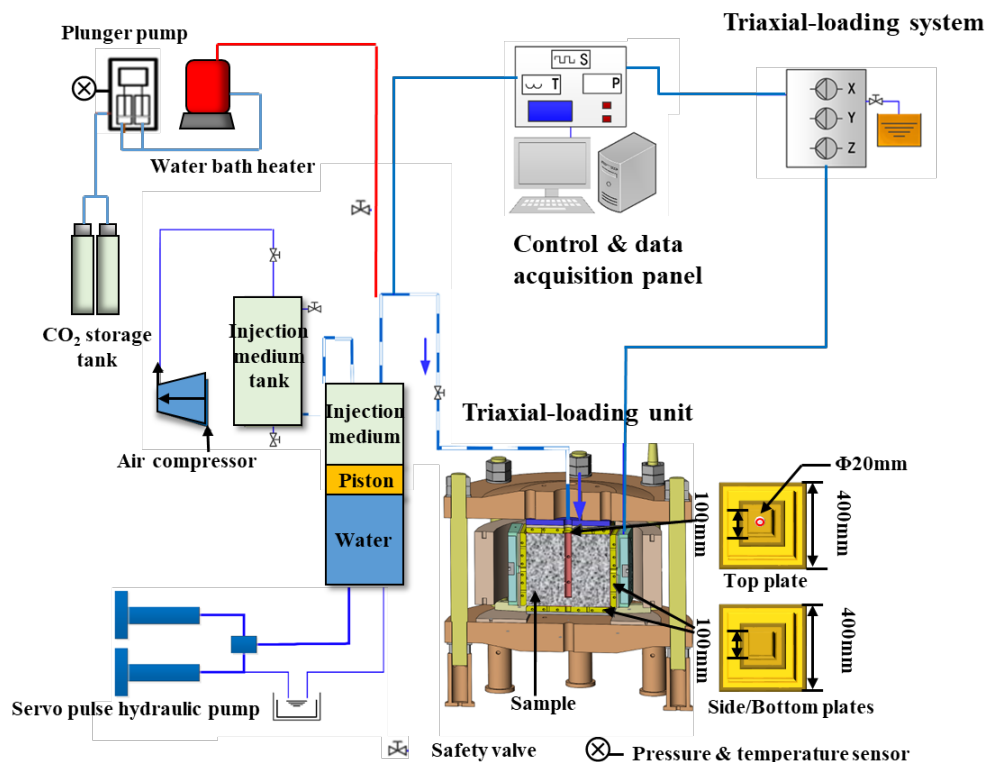 Triaxial-loading system
Plunger pump
S
T
P
X
Y
Z
Water bath heater
Control & data
acquisition panel
CO₂ storage
tank
Injection
medium
tank
Injection
medium
Piston
Water
Air compressor
Triaxial-loading unit
Φ20mm
100mm
400mm
Top plate
100mm
400mm
Side/Bottom plates
Sample
Servo pulse hydraulic pump
Safety valve
Pressure & temperature sensor